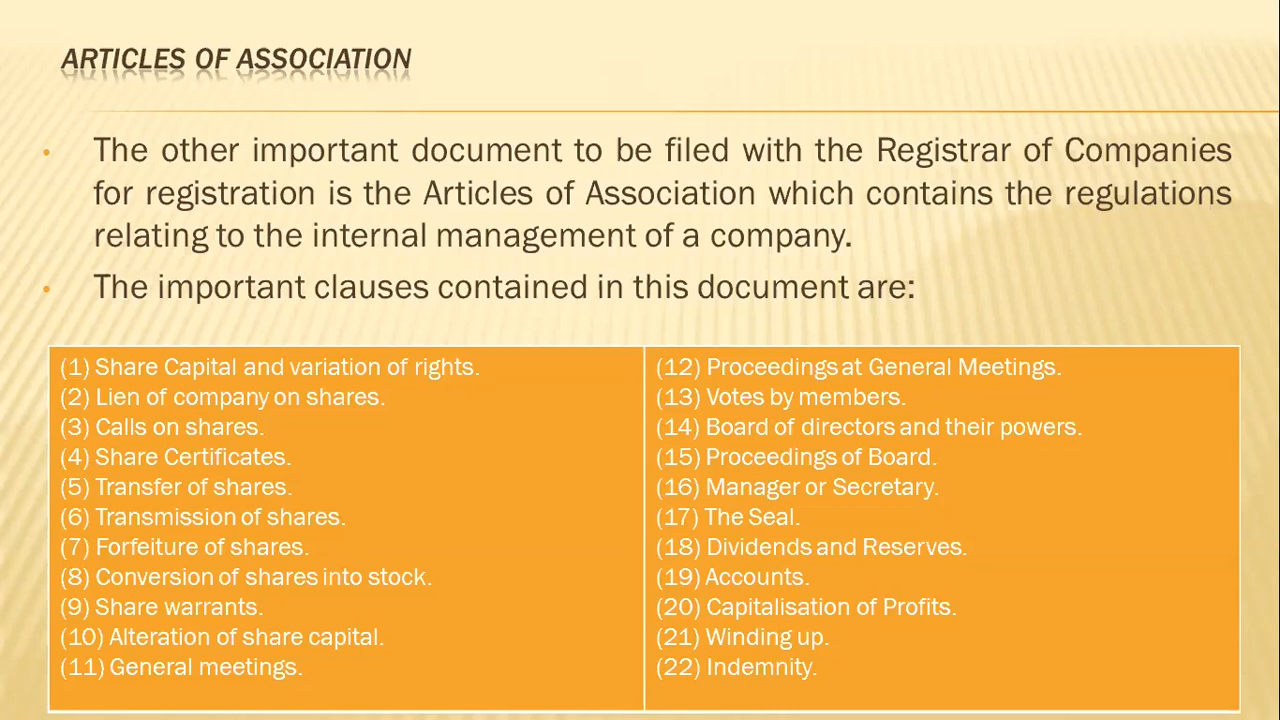 ARTICLES OF ASSOCIATION
• The other important document to be filed with the Registrar of Companies
for registration is the Articles of Association which contains the regulations
relating to the internal management of a company.
• The important clauses contained in this document are:
(1) Share Capital and variation of rights.
(2) Lien of company on shares.
(3) Calls on shares.
(4) Share Certificates.
(5) Transfer of shares.
(6) Transmission of shares.
(7) Forfeiture of shares.
(8) Conversion of shares into stock.
(9) Share warrants.
(10) Alteration of share capital.
(11) General meetings.
(12) Proceedings at General Meetings.
(13) Votes by members.
(14) Board of directors and their powers.
(15) Proceedings of Board.
(16) Manager or Secretary.
(17) The Seal.
(18) Dividends and Reserves.
(19) Accounts.
(20) Capitalisation of Profits.
(21) Winding up.
(22) Indemnity.